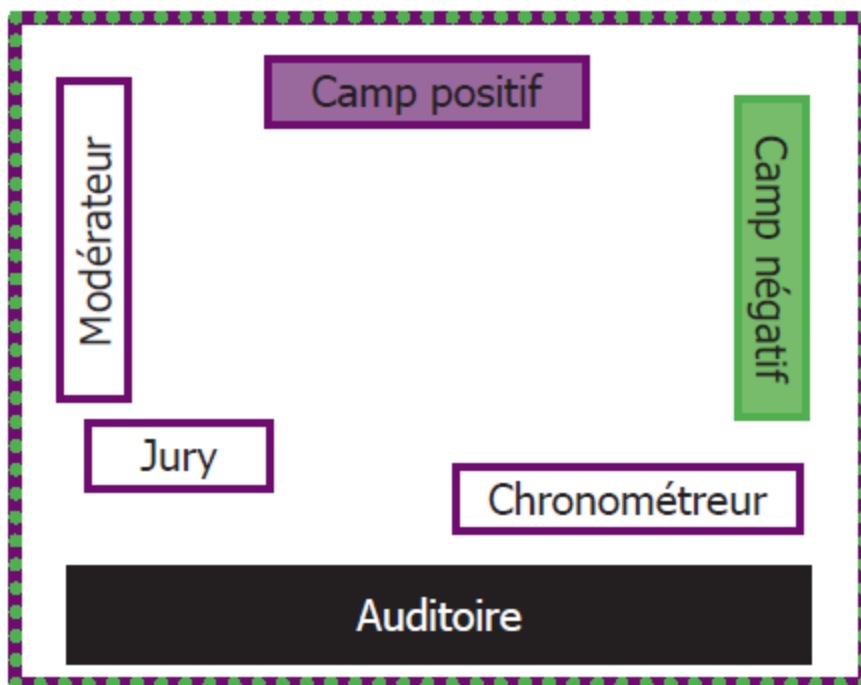 Camp positif
Modérateur
Camp négatif
Jury
Chronométreur
Auditoire